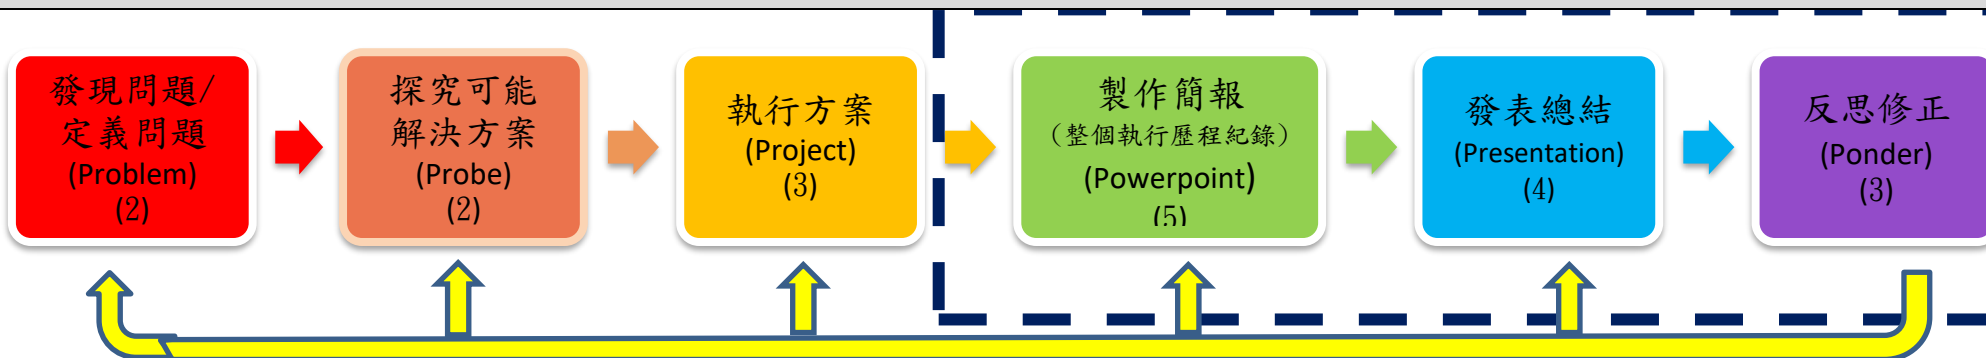 發現問題/
定義問題
(Problem)
(2)
探究可能
解決方案
(Probe)
(2)
執行方案
(Project)
(3)
製作簡報
(整個執行歷程紀錄)
(Powerpoint)
(5)
發表總結
(Presentation)
(4)
反思修正
(Ponder)
(3)